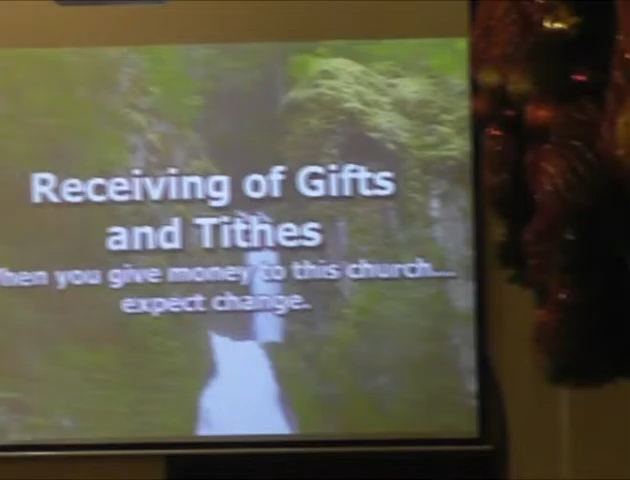 Receiving of Gifts
and Tithes
hen you give money to this church....
expect change.